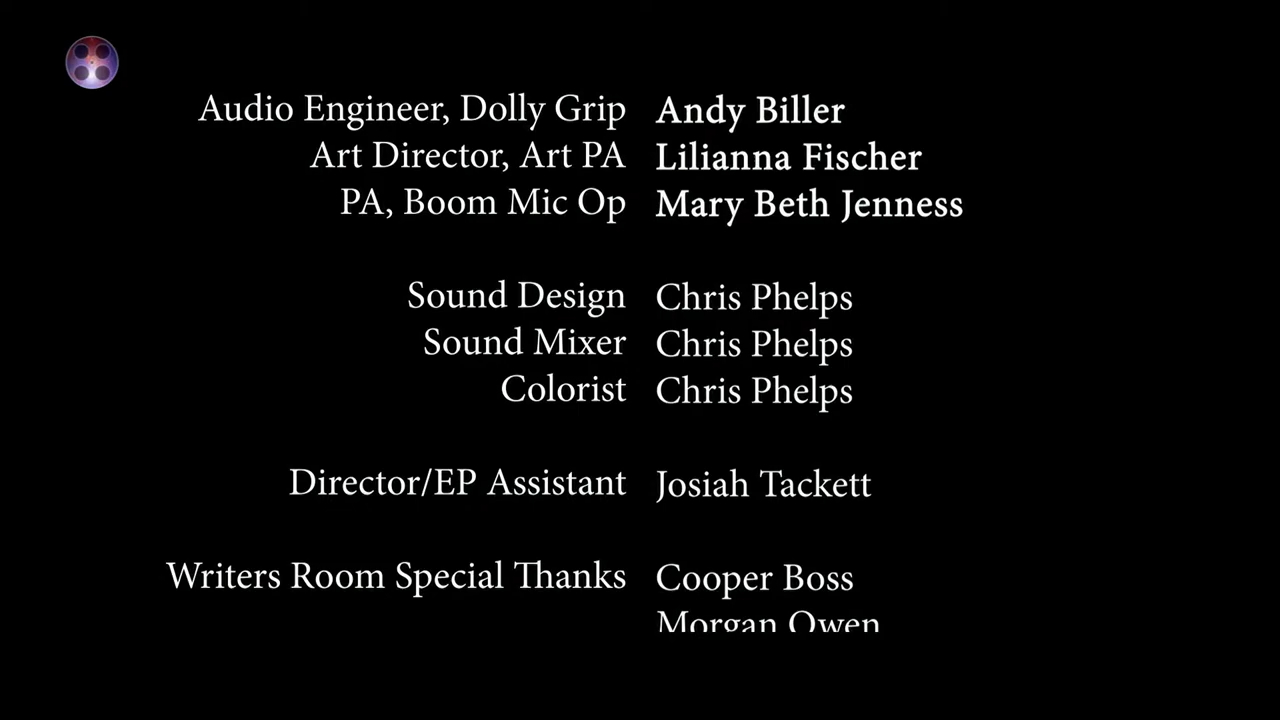 Audio Engineer, Dolly Grip Andy Biller
Art Director, Art PA Lilianna Fischer
PA, Boom Mic Op Mary Beth Jenness
Sound Design Chris Phelps
Sound Mixer Chris Phelps
Colorist Chris Phelps
Director/EP Assistant Josiah Tackett
Writers Room Special Thanks Cooper Boss
Morgan Owen